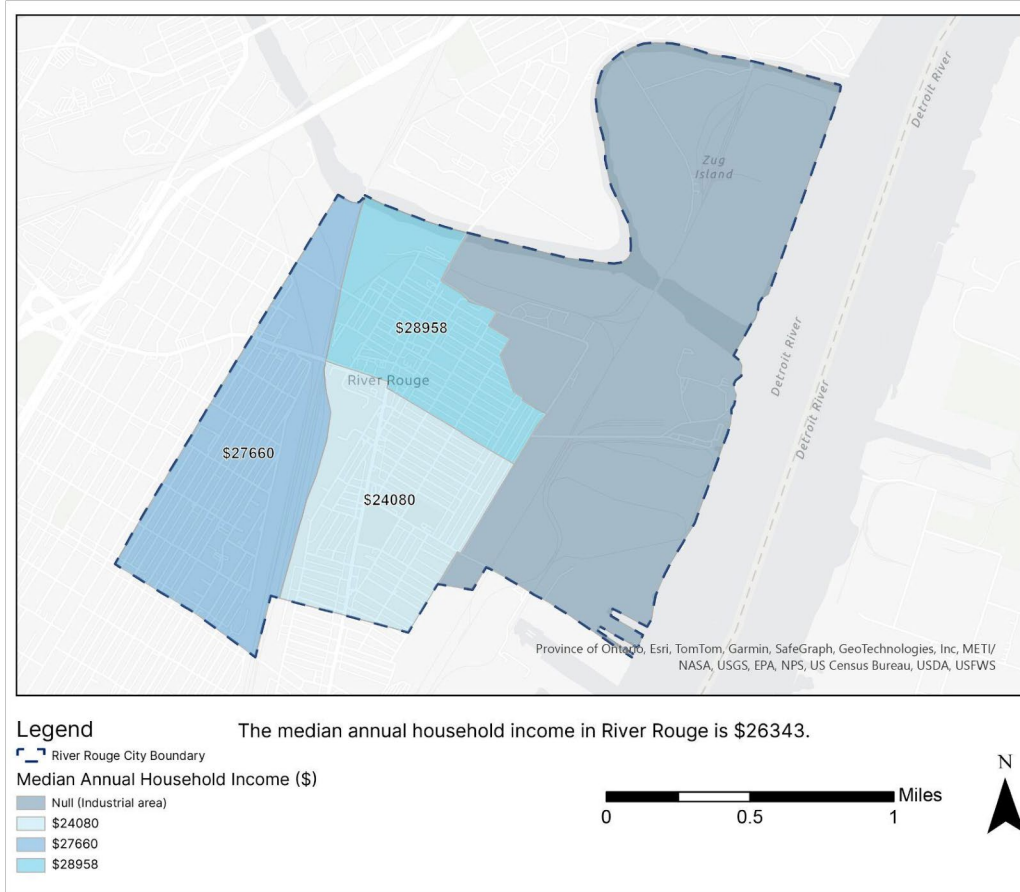 Detroit River
Zug
Island
$28958
Detroit River
River Rouge
Detroit River
$27660
$24080
Province of Ontario, Esri, TomTom, Garmin, SafeGraph, GeoTechnologies, Inc, METI/
NASA, USGS, EPA, NPS, US Census Bureau, USDA, USFWS
Legend
The median annual household income in River Rouge is $26343.
River Rouge City Boundary
Median Annual Household Income ($)
Null (Industrial area)
$24080
$27660
$28958
N
Miles
0 0.5 1